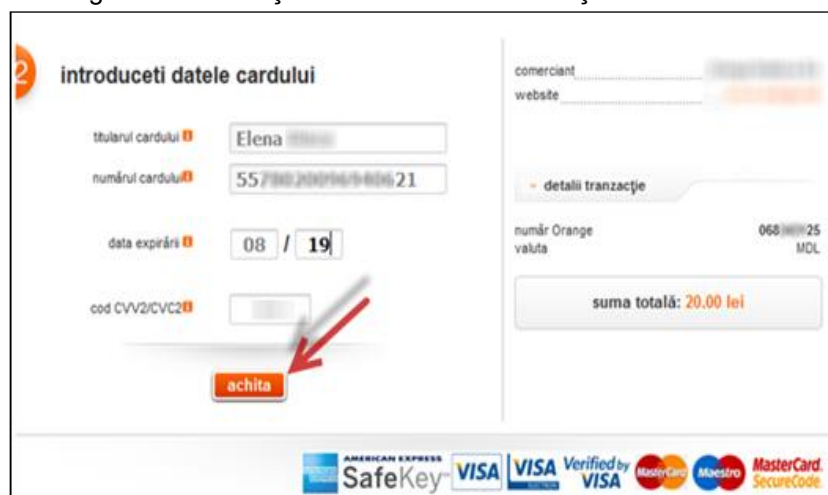 2 introduceti datele cardului
titularul cardului Elena
numărul cardului 55 21
data expirării 08 / 19
cod CVV2/CVC2
achita
comerciant
website
detalii tranzacţie
număr Orange 068 25
valuta MDL
suma totală: 20.00 lei
AMERICAN EXPRESS
SafeKey
VISA
VISA
ELECTRON
Verified by
VISA
MasterCard
Maestro
MasterCard.
SecureCode.